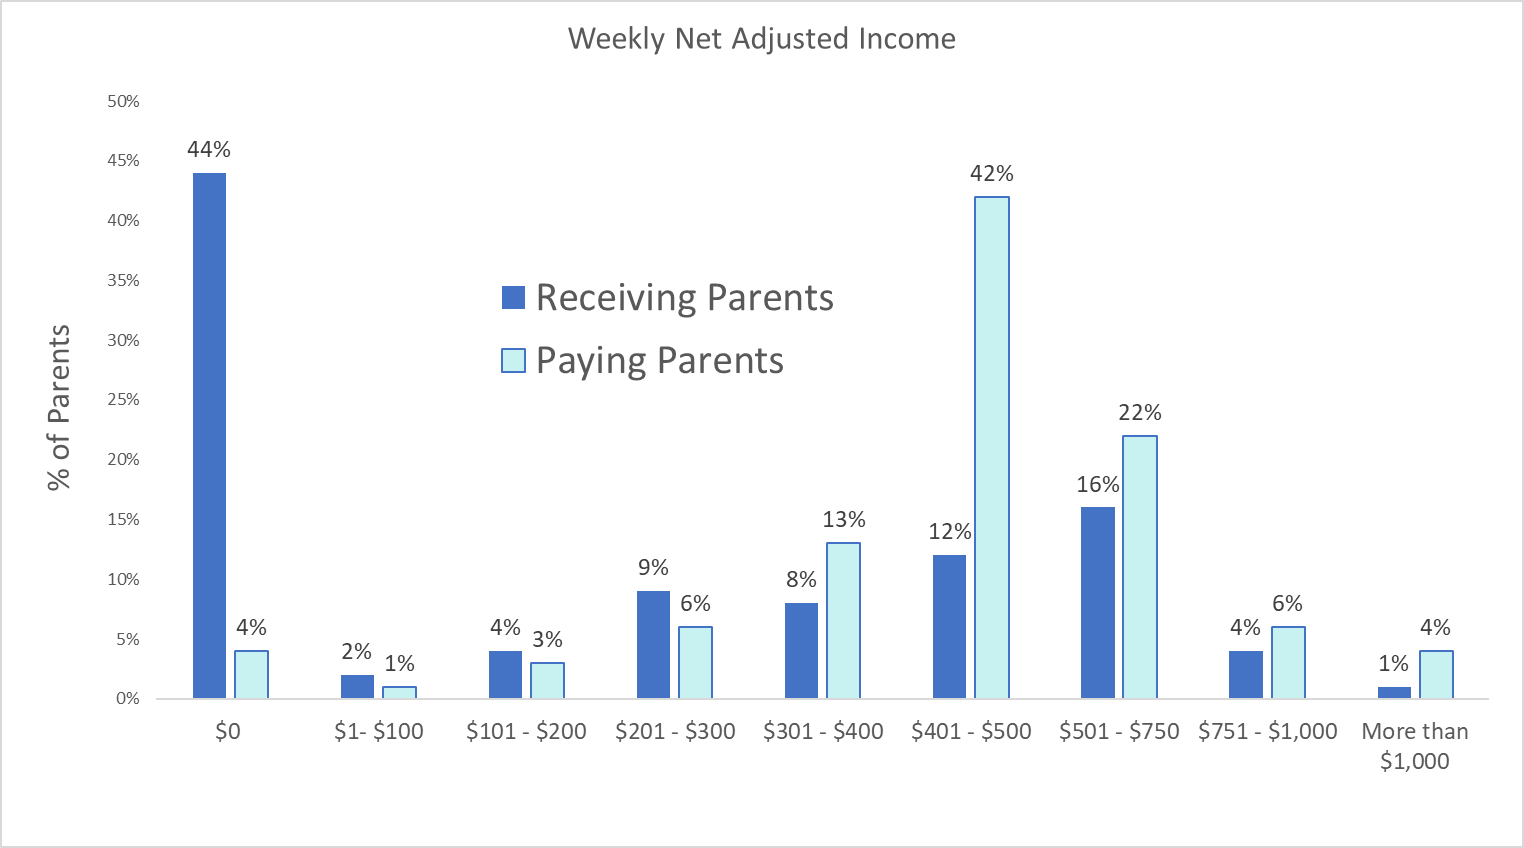 Weekly Net Adjusted Income
50%
45%
40%
35%
30%
25%
20%
15%
10%
5%
0%
% of Parents
44%
4%
2%
1%
4%
3%
9%
6%
8%
13%
12%
42%
16%
22%
4%
6%
1%
4%
Receiving Parents
Paying Parents
$0
$1- $100
$101 - $200
$201 - $300
$301 - $400
$401 - $500
$501 - $750
$751 - $1,000
More than
$1,000